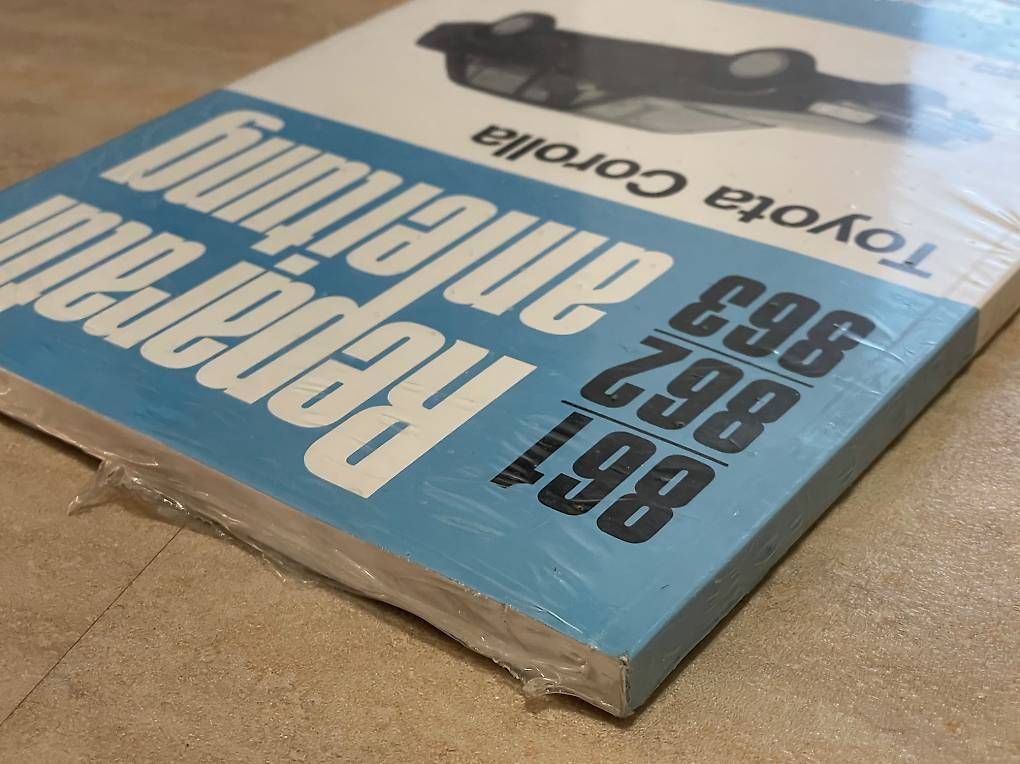 861
862
863
Reparatur
anleitung
Toyota Corolla